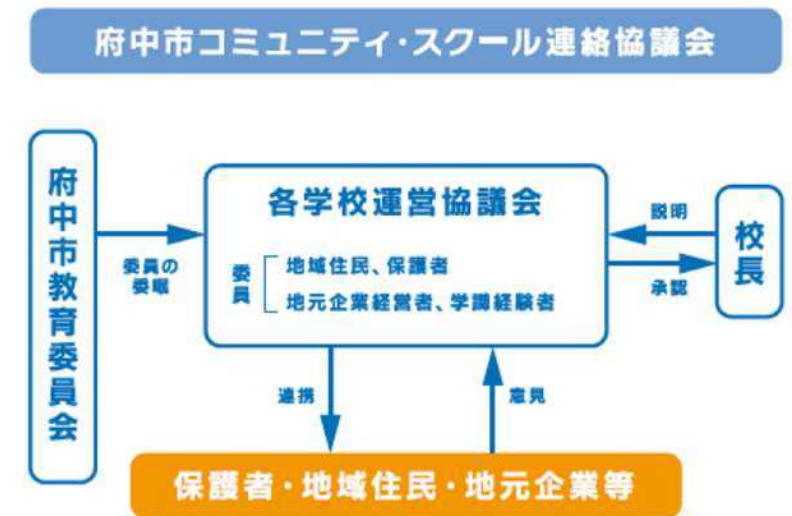 府中市コミュニティ・スクール連絡協議会
府中市教育委員会
委員の
委嘱
各学校運営協議会
委員
地域住民、保護者
地元企業経営者、学識経験者
説明
承認
校長
連携
意見
保護者・地域住民・地元企業等